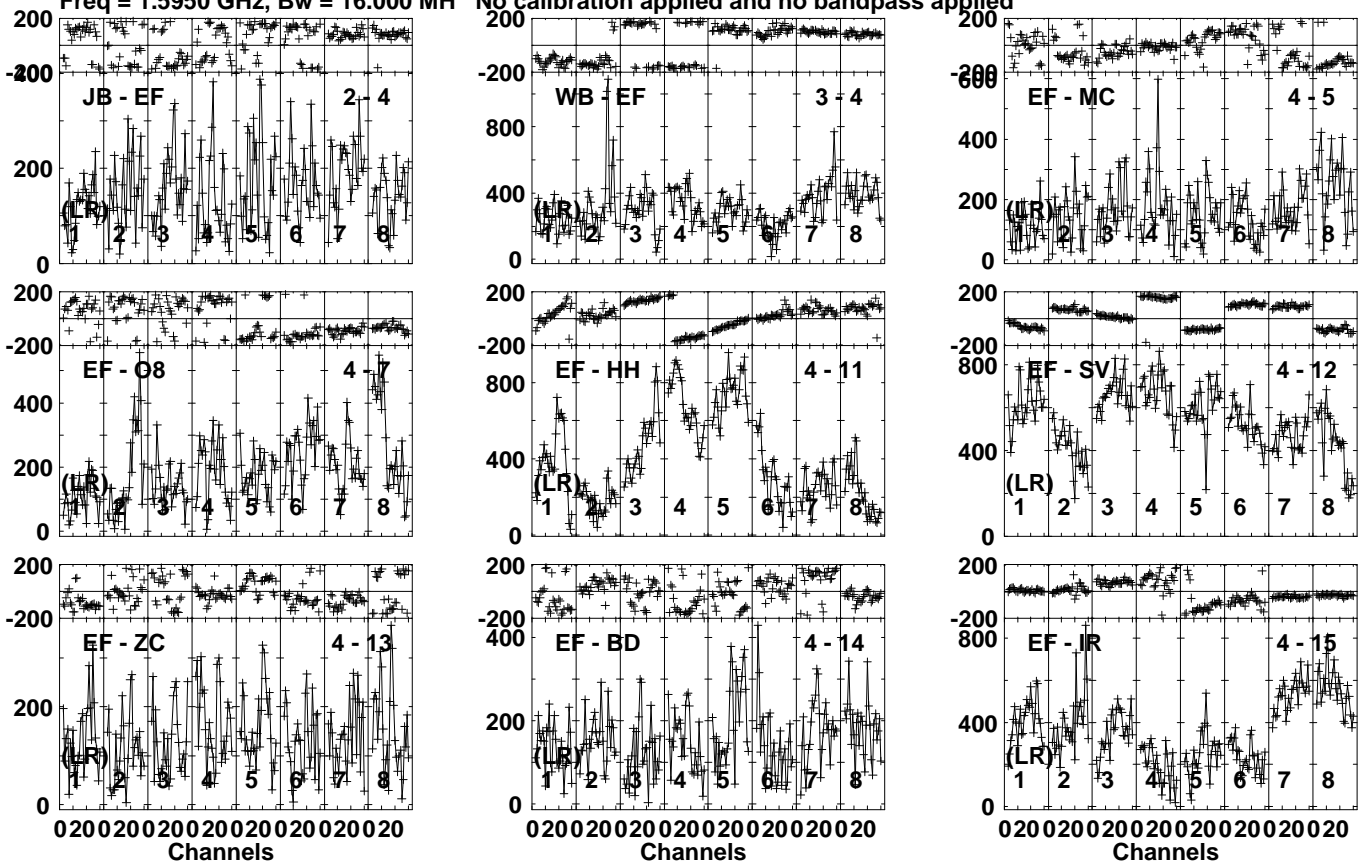 Freq = 1.5950 GHz, Bw = 16.000 MH No calibration applied and no bandpass applied
200
-200
400
JB - EF 2 - 4
200
(LR)
1 2 3 4 5 6 7 8
0
200
-200
WB - EF 3 - 4
800
400
(LR)
1 2 3 4 5 6 7 8
0
200
-200
600
EF - MC 4 - 5
400
200
(LR)
1 2 3 4 5 6 7 8
0
200
-200
EF - O8 4 - 7
400
200
(LR)
1 2 3 4 5 6 7 8
0
200
-200
EF - HH 4 - 11
800
400
(LR)
1 2 3 4 5 6 7 8
0
200
-200
800
EF - SV 4 - 12
400
(LR)
1 2 3 4 5 6 7 8
0
200
-200
EF - ZC 4 - 13
200
(LR)
1 2 3 4 5 6 7 8
0
0 20 0 20 0 20 0 20 0 20 0 20 0 20 0 20
Channels
200
-200
400
EF - BD 4 - 14
200
(LR)
1 2 3 4 5 6 7 8
0
0 20 0 20 0 20 0 20 0 20 0 20 0 20 0 20
Channels
200
-200
800
EF - IR 4 - 15
400
(LR)
1 2 3 4 5 6 7 8
0
0 20 0 20 0 20 0 20 0 20 0 20 0 20 0 20
Channels